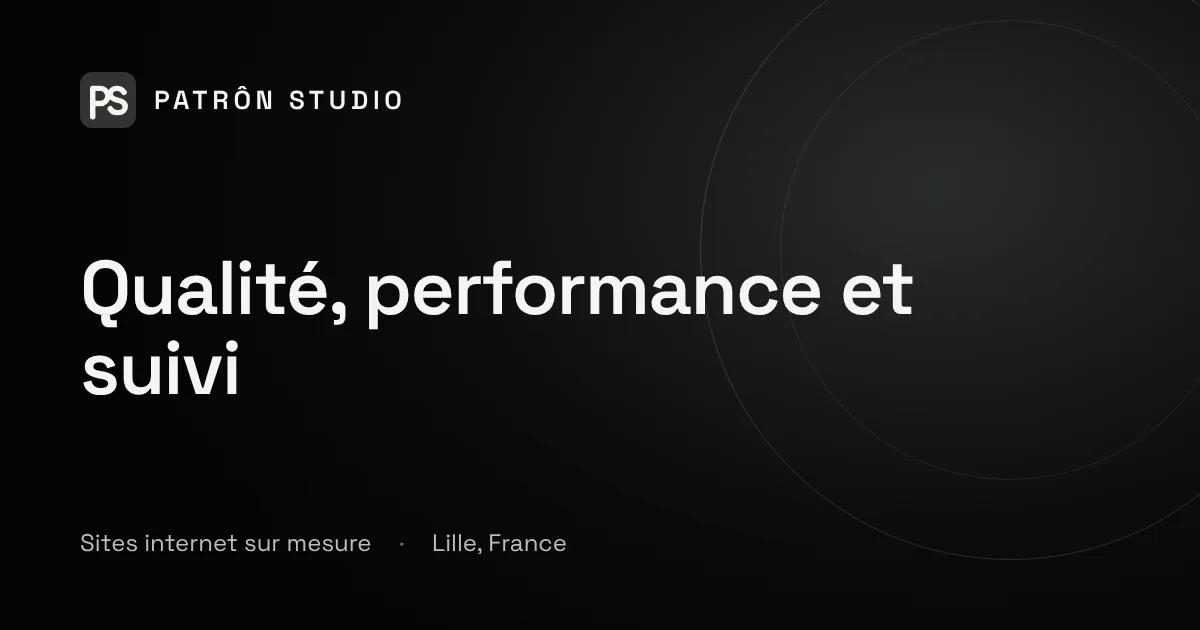 PS PATRÔN STUDIO
Qualité, performance et
suivi
Sites internet sur mesure · Lille, France